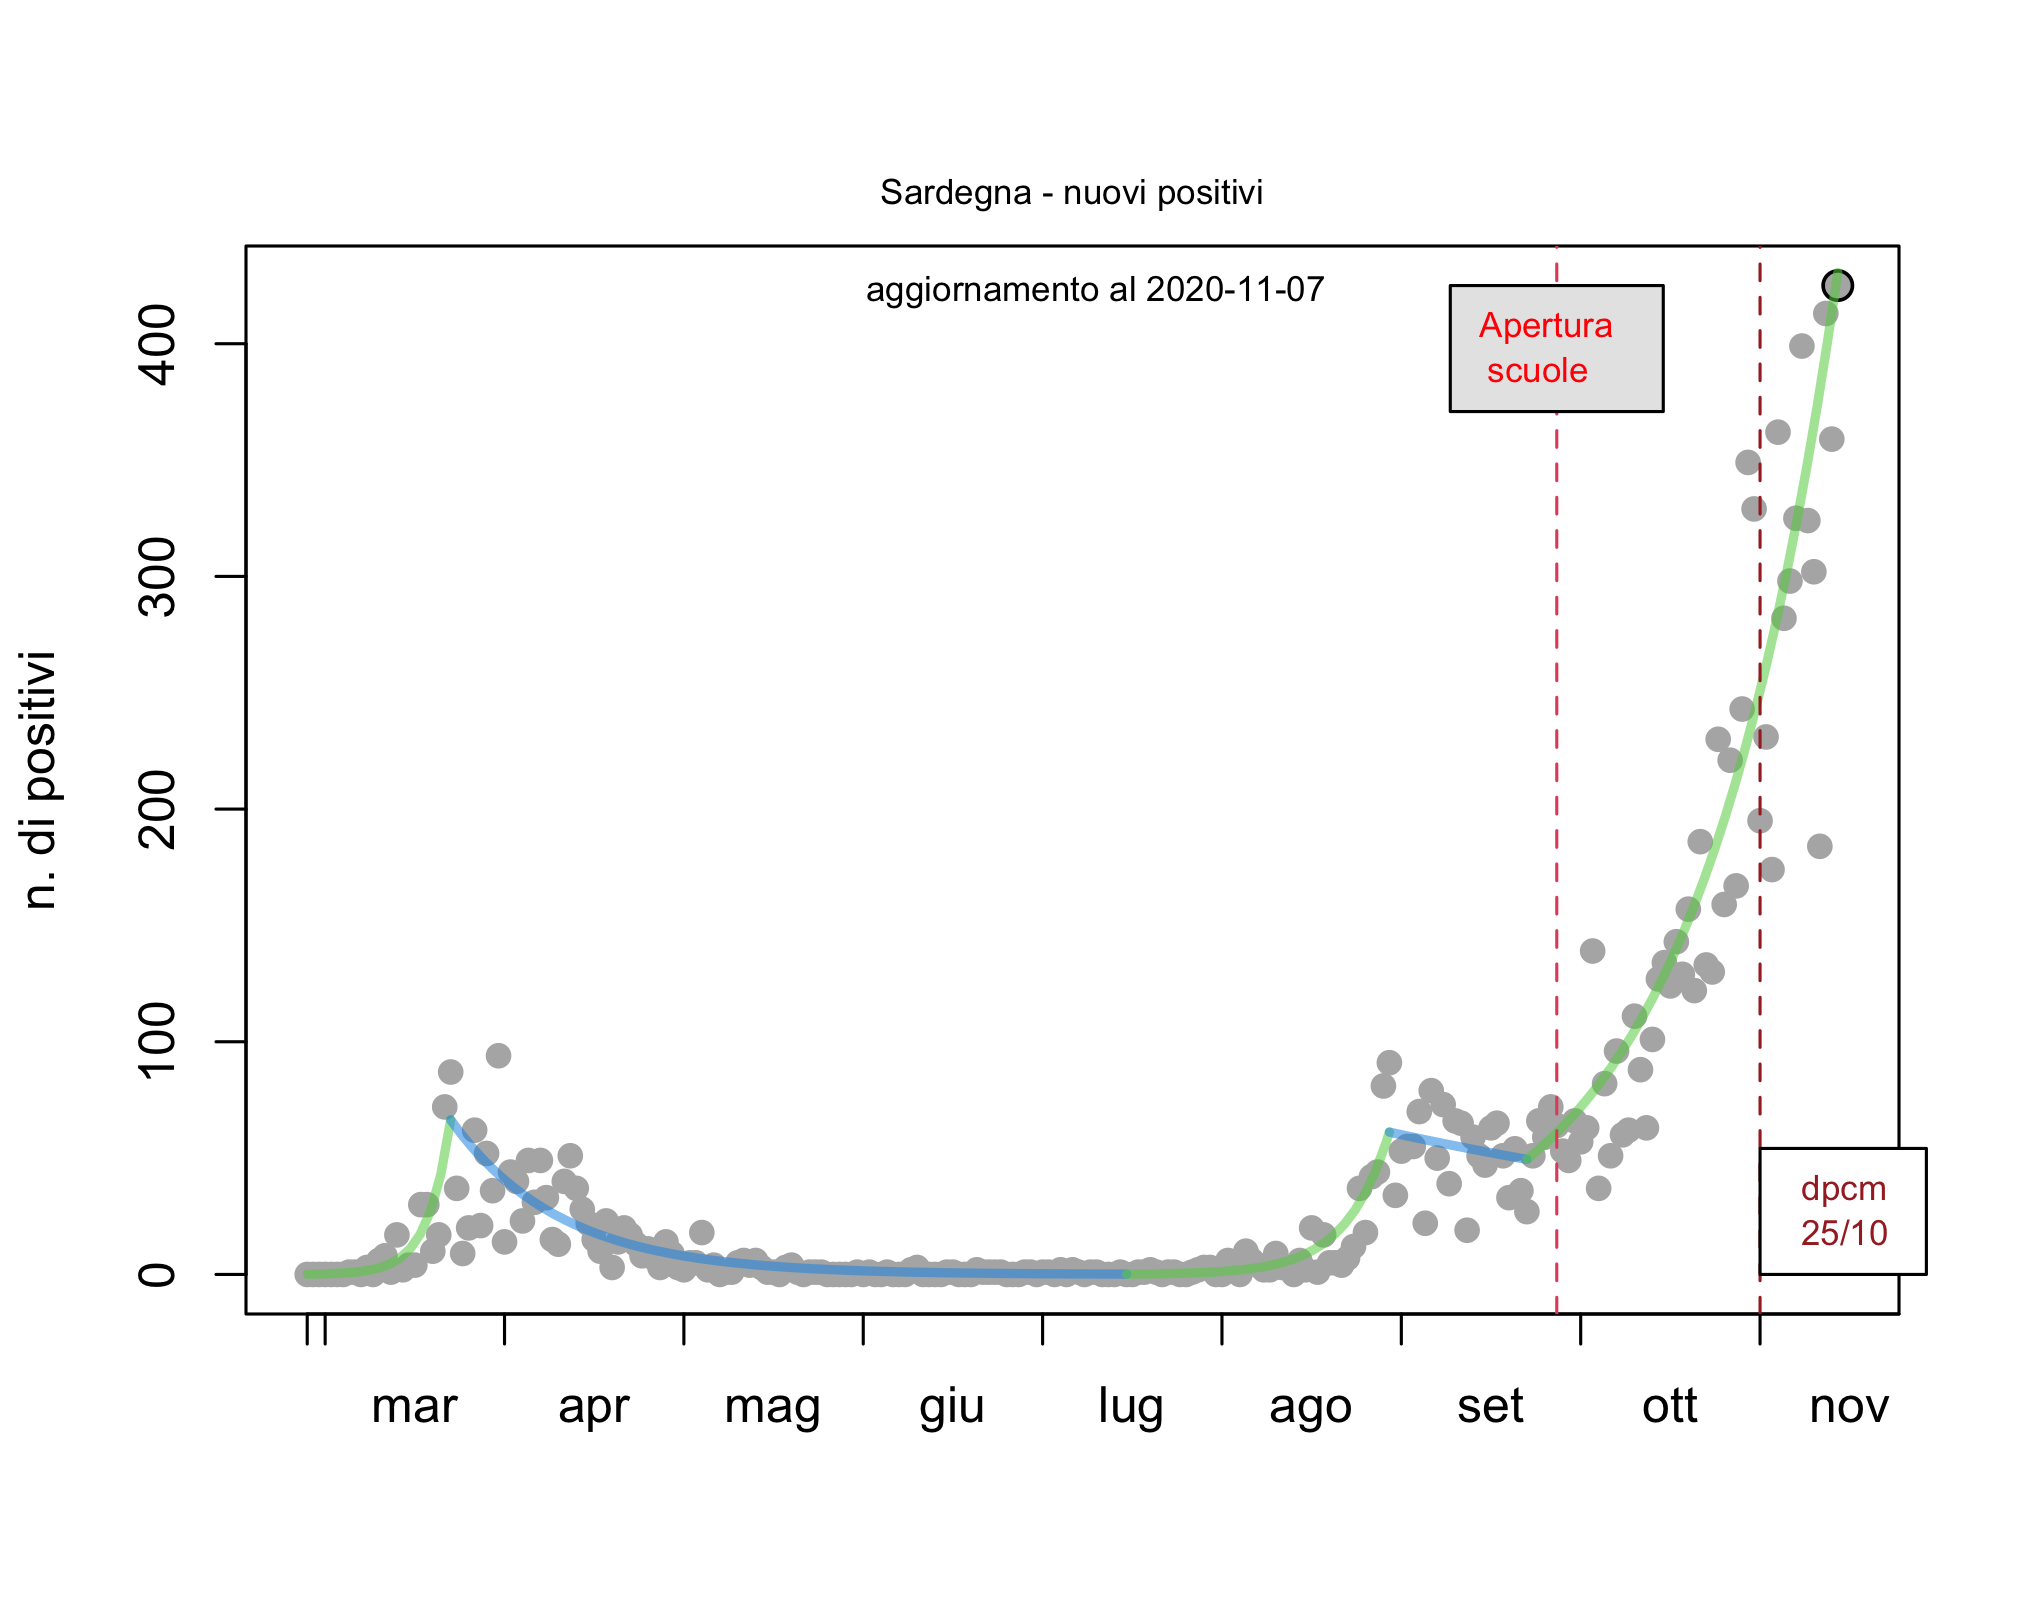 Sardegna - nuovi positivi
aggiornamento al 2020-11-07
Apertura
scuole
n. di positivi
400
300
200
100
0
dpcm
25/10
mar apr mag giu lug ago set ott nov